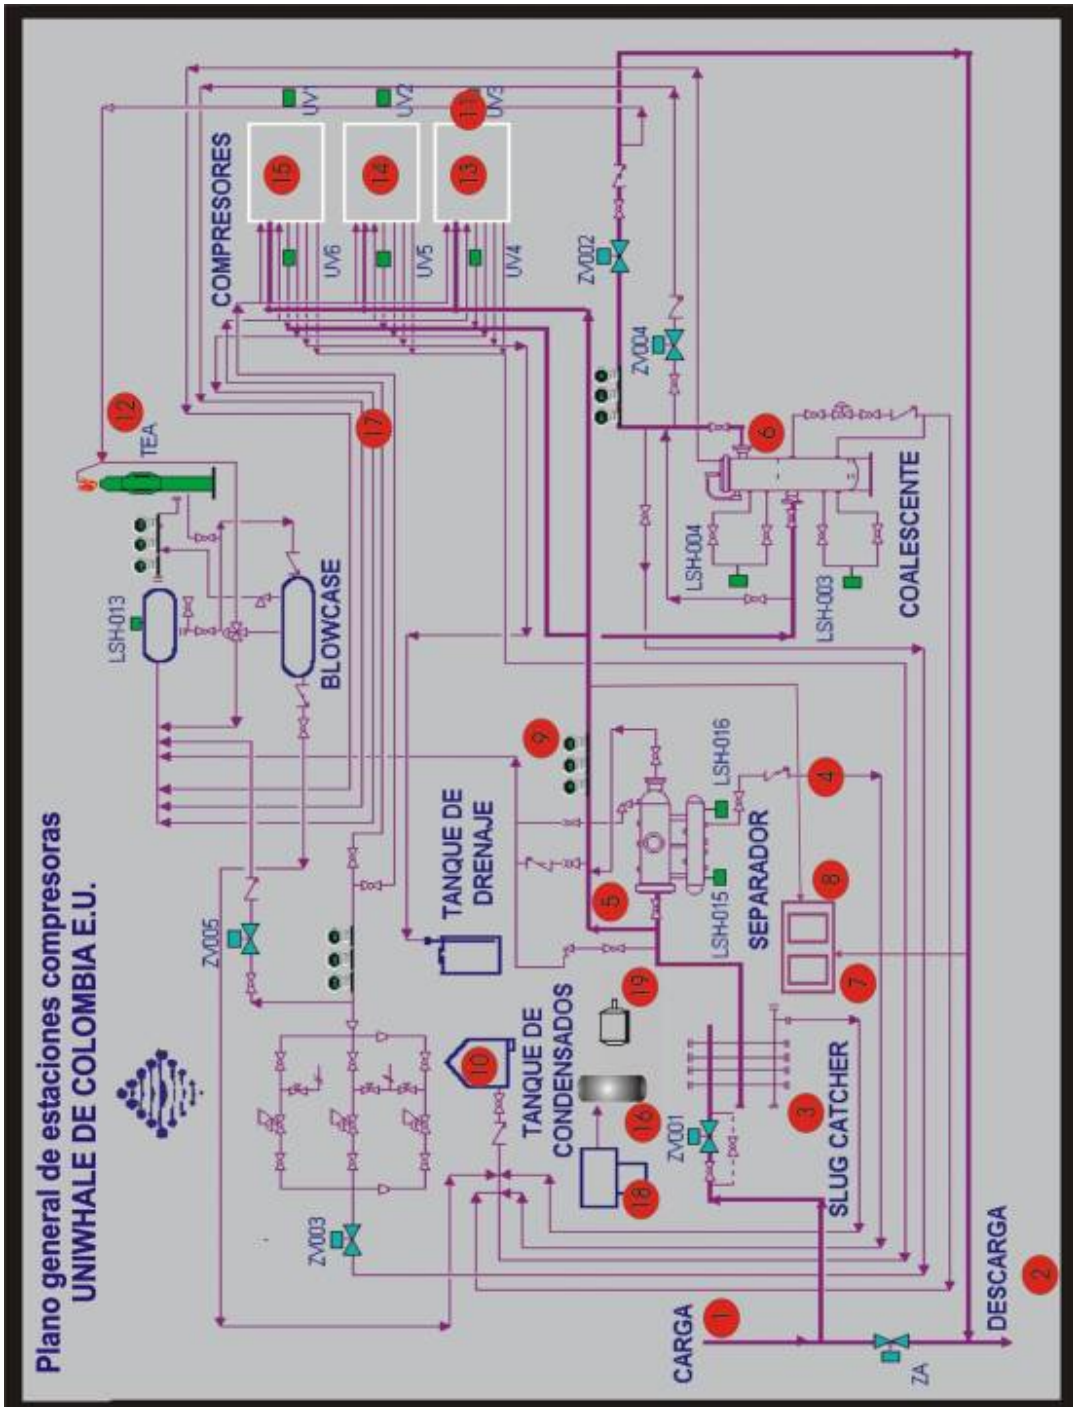 Plano general de estaciones compresoras
UNIWHALE DE COLOMBIA E.U.
LSH-013
12
TEA
COMPRESORES
15
14
13
11
UV1
UV2
UV3
UV6
UV5
UV4
17
BLOWCASE
ZV005
ZV003
ZV002
ZV004
TANQUE DE
DRENAJE
10
TANQUE DE
CONDENSADOS
9
5
LSH-015
LSH-016
SEPARADOR
4
6
LSH-004
LSH-003
COALESCENTE
19
16
18
ZV001
3
SLUG CATCHER
7
8
CARGA
1
ZA
DESCARGA
2